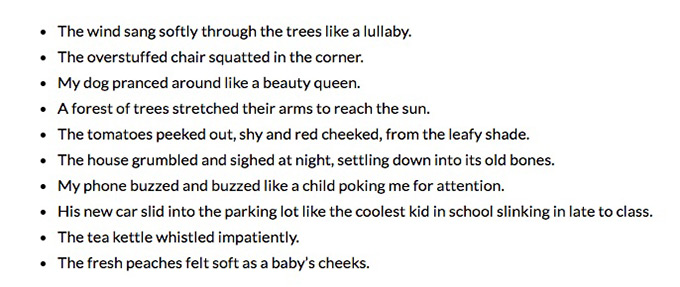 • The wind sang softly through the trees like a lullaby.
• The overstuffed chair squatted in the corner.
• My dog pranced around like a beauty queen.
• A forest of trees stretched their arms to reach the sun.
• The tomatoes peeked out, shy and red cheeked, from the leafy shade.
• The house grumbled and sighed at night, settling down into its old bones.
• My phone buzzed and buzzed like a child poking me for attention.
• His new car slid into the parking lot like the coolest kid in school slinking in late to class.
• The tea kettle whistled impatiently.
• The fresh peaches felt soft as a baby's cheeks.